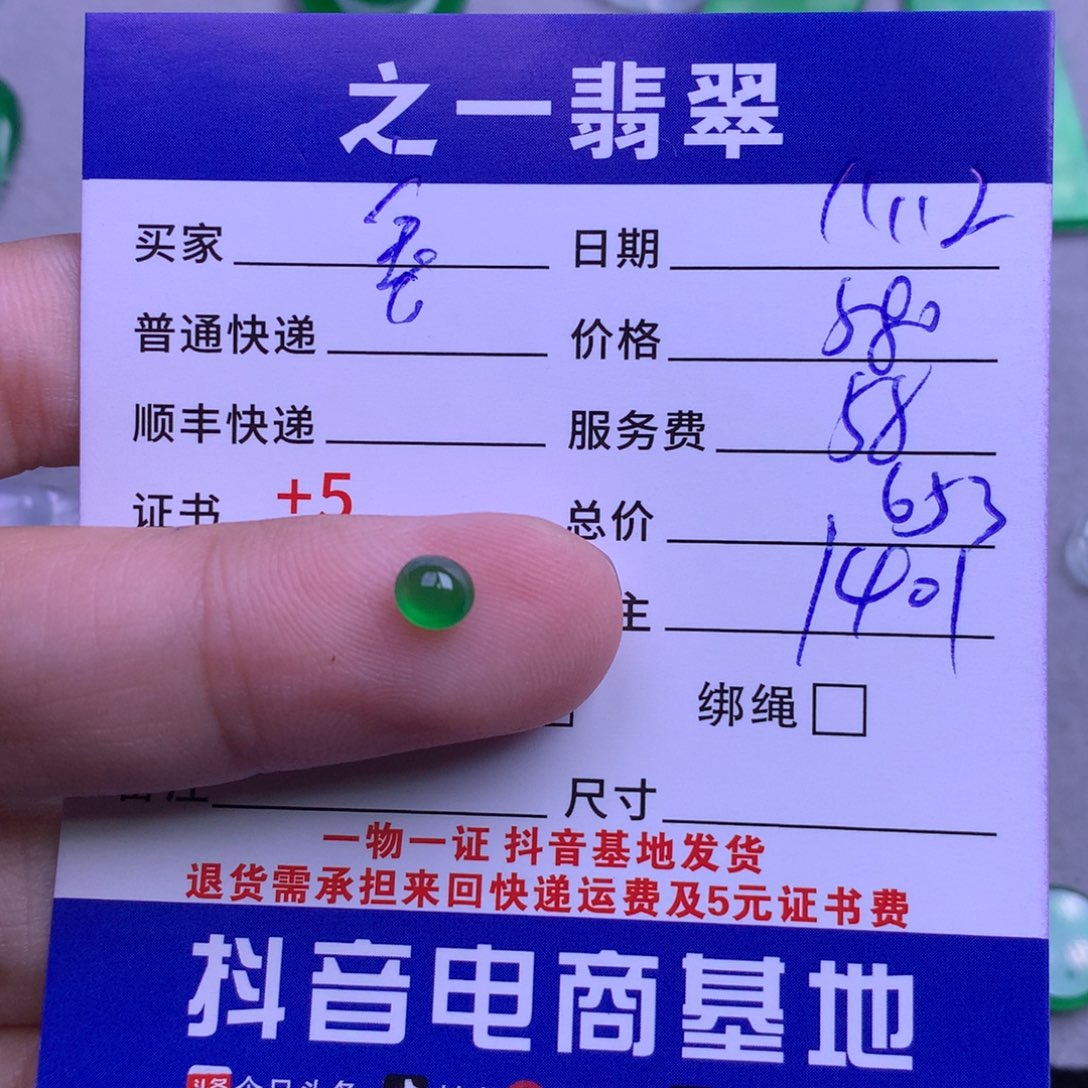 之一翡翠
买家 日期
普通快递 价格 580
顺丰快递 服务费 58
证书 +5 总价 653
主 1401
绑绳
尺寸
一物一证 抖音基地发货
退货需承担来回快递运费及5元证书费
抖音电商基地